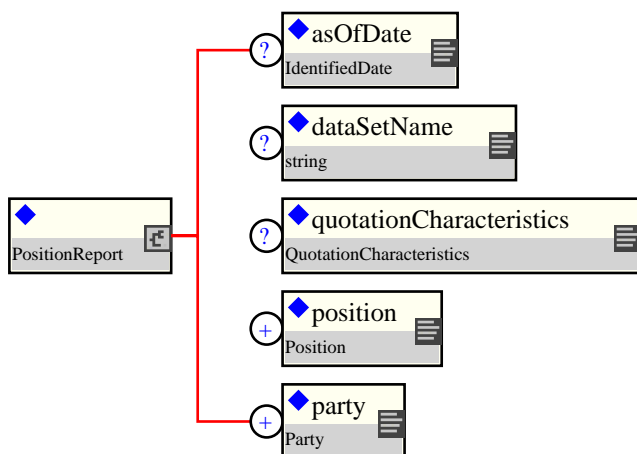 ?
asOfDate
IdentifiedDate
?
dataSetName
string
PositionReport
?
quotationCharacteristics
QuotationCharacteristics
+
position
Position
+
party
Party